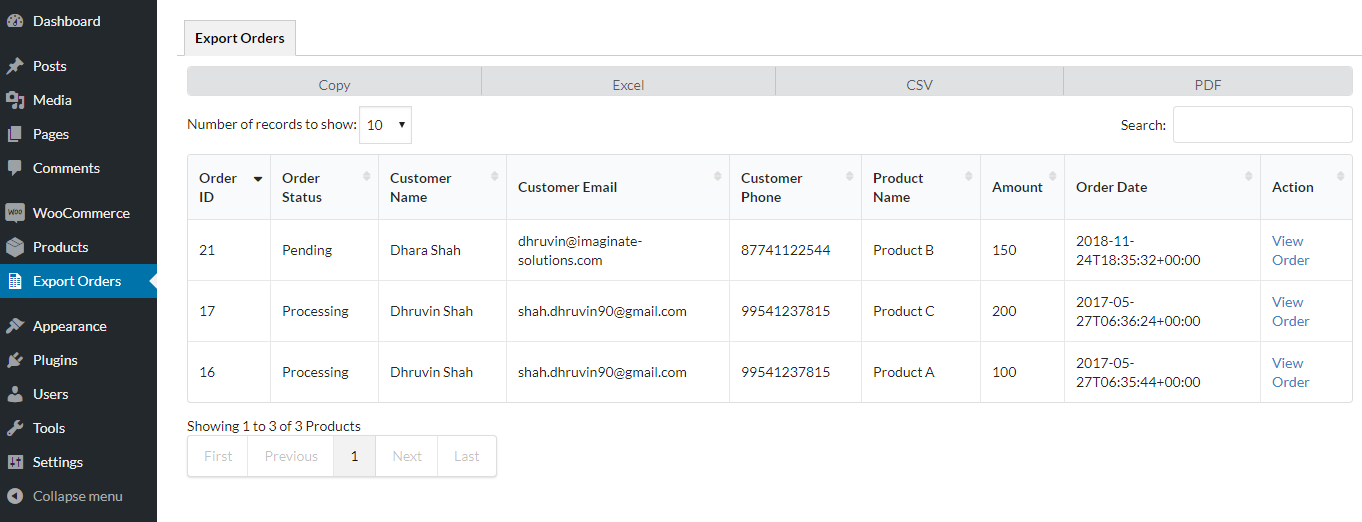 Dashboard
Posts
Media
Pages
Comments
WOO WooCommerce
Products
Export Orders
Appearance
Plugins
Users
Tools
Settings
Collapse menu
Export Orders
Copy Excel CSV PDF
Number of records to show: 10 Search:
Order ID Order Status Customer Name Customer Email Customer Phone Product Name Amount Order Date Action
21 Pending Dhara Shah dhruvin@imaginate-solutions.com 87741122544 Product B 150 2018-11-24T18:35:32+00:00 View Order
17 Processing Dhruvin Shah shah.dhruvin90@gmail.com 99541237815 Product C 200 2017-05-27T06:36:24+00:00 View Order
16 Processing Dhruvin Shah shah.dhruvin90@gmail.com 99541237815 Product A 100 2017-05-27T06:35:44+00:00 View Order
Showing 1 to 3 of 3 Products
First Previous 1 Next Last